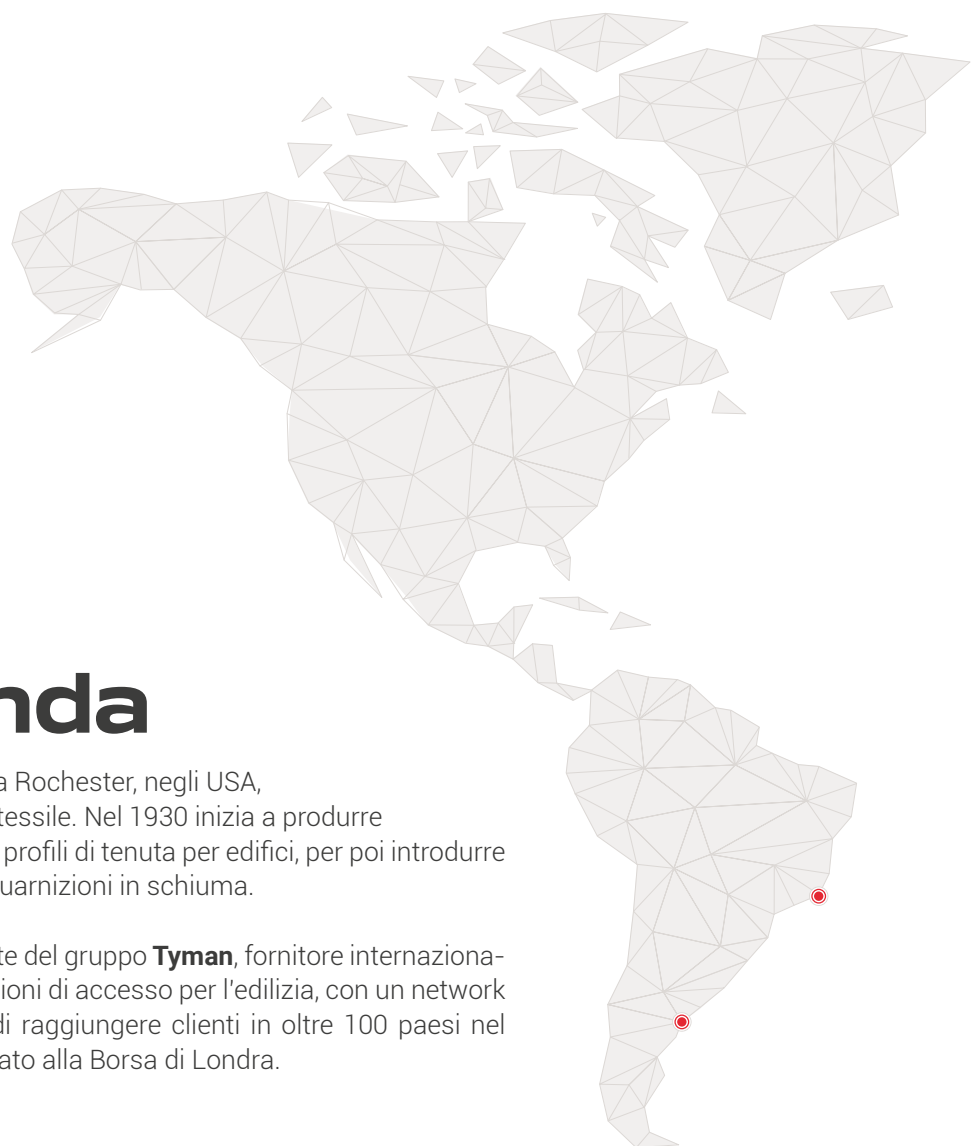 nda
a Rochester, negli USA,
tessile. Nel 1930 inizia a produrre
profili di tenuta per edifici, per poi introdurre
uarnizioni in schiuma.
te del gruppo Tyman, fornitore internaziona-
ioni di accesso per l'edilizia, con un network
di raggiungere clienti in oltre 100 paesi nel
ato alla Borsa di Londra.